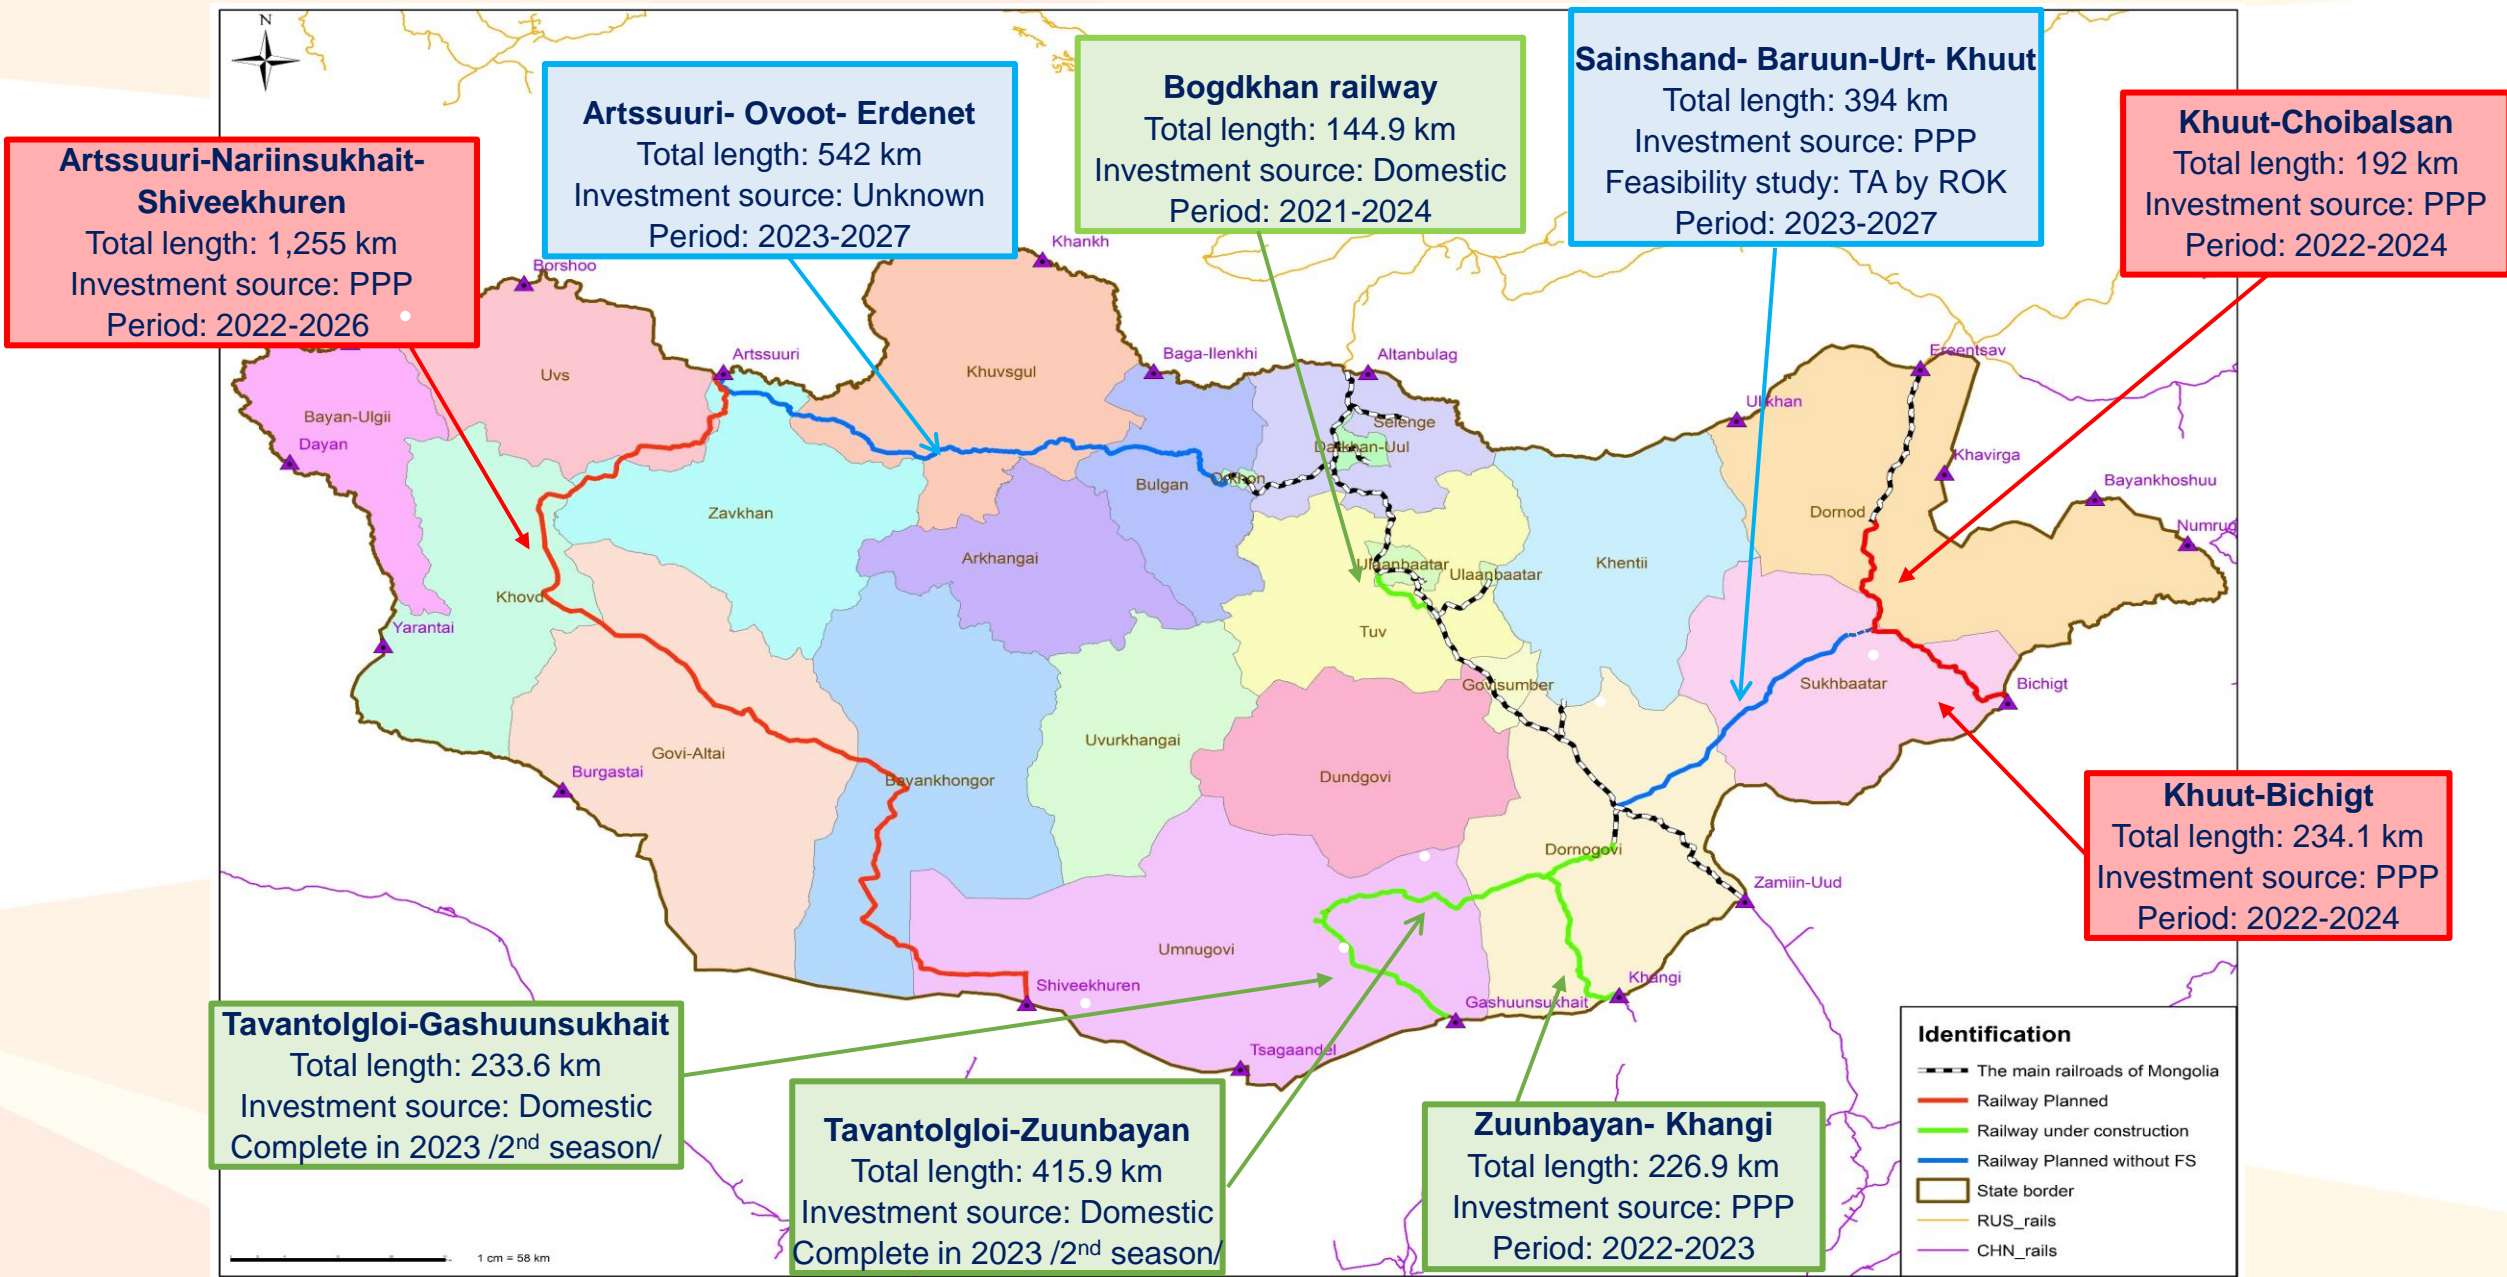 N
Artssuuri-Nariinsukhait-
Shiveekhuren
Total length: 1,255 km
Investment source: PPP
Period: 2022-2026
Artssuuri- Ovoot- Erdenet
Total length: 542 km
Investment source: Unknown
Period: 2023-2027
Bogdkhan railway
Total length: 144.9 km
Investment source: Domestic
Period: 2021-2024
Sainshand- Baruun-Urt- Khuut
Total length: 394 km
Investment source: PPP
Feasibility study: TA by ROK
Period: 2023-2027
Khuut-Choibalsan
Total length: 192 km
Investment source: PPP
Period: 2022-2024
Borshoo
Khankh
Artssuuri
Baga-Ilenkhi
Altanbulag
Ereentsav
Uvs
Khuvsgul
Bayan-Ulgii
Dayan
Selenge
Ulikhan
Darkhan-Uul
Khavirga
Bayankhoshuu
Bulgan
Orkhon
Zavkhan
Dornod
Numrug
Arkhangai
Ulaanbaatar
Ulaanbaatar
Khentii
Khovd
Yarantai
Tuv
Govisumber
Sukhbaatar
Bichigt
Uvurkhangai
Govi-Altai
Burgastai
Bayankhongor
Dundgovi
Dornogovi
Zamiin-Uud
Umnugovi
Shiveekhuren
Gashuunsukhait
Khangi
Tsagaandel
Khuut-Bichigt
Total length: 234.1 km
Investment source: PPP
Period: 2022-2024
Tavantolgloi-Gashuunsukhait
Total length: 233.6 km
Investment source: Domestic
Complete in 2023 /2nd season/
Tavantolgloi-Zuunbayan
Total length: 415.9 km
Investment source: Domestic
Complete in 2023 /2nd season/
Zuunbayan- Khangi
Total length: 226.9 km
Investment source: PPP
Period: 2022-2023
Identification
The main railroads of Mongolia
Railway Planned
Railway under construction
Railway Planned without FS
State border
RUS_rails
CHN_rails
1 cm = 58 km